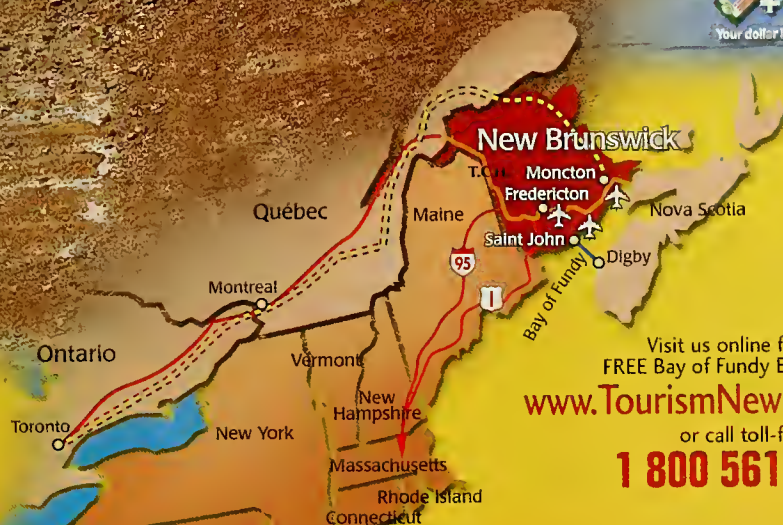 Your dollar
New Brunswick
T.C.H.
Moncton
Fredericton
Québec
Maine
Nova Scotia
Saint John
95
Digby
Montreal
1
Bay of Fundy
Ontario
Vermont
Visit us online f
FREE Bay of Fundy E
New
Hampshire
www.TourismNew
Toronto
New York
or call toll-f
1 800 561
Massachusetts
Rhode Island
Connecticut